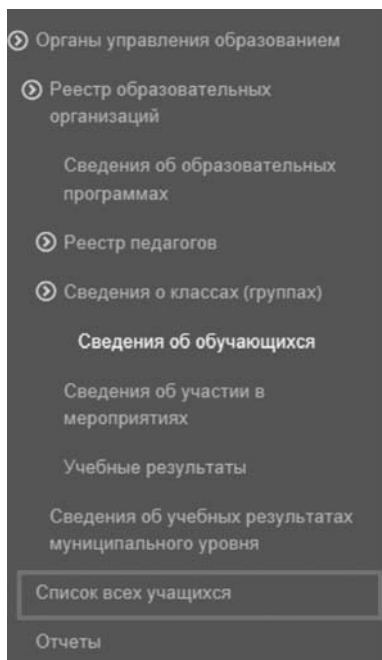 Органы управления образованием
Реестр образовательных
организаций
Сведения об образовательных
программах
Реестр педагогов
Сведения о классах (группах)
Сведения об обучающихся
Сведения об участии в
мероприятиях
Учебные результаты
Сведения об учебных результатах
муниципального уровня
Список всех учащихся
Отчеты